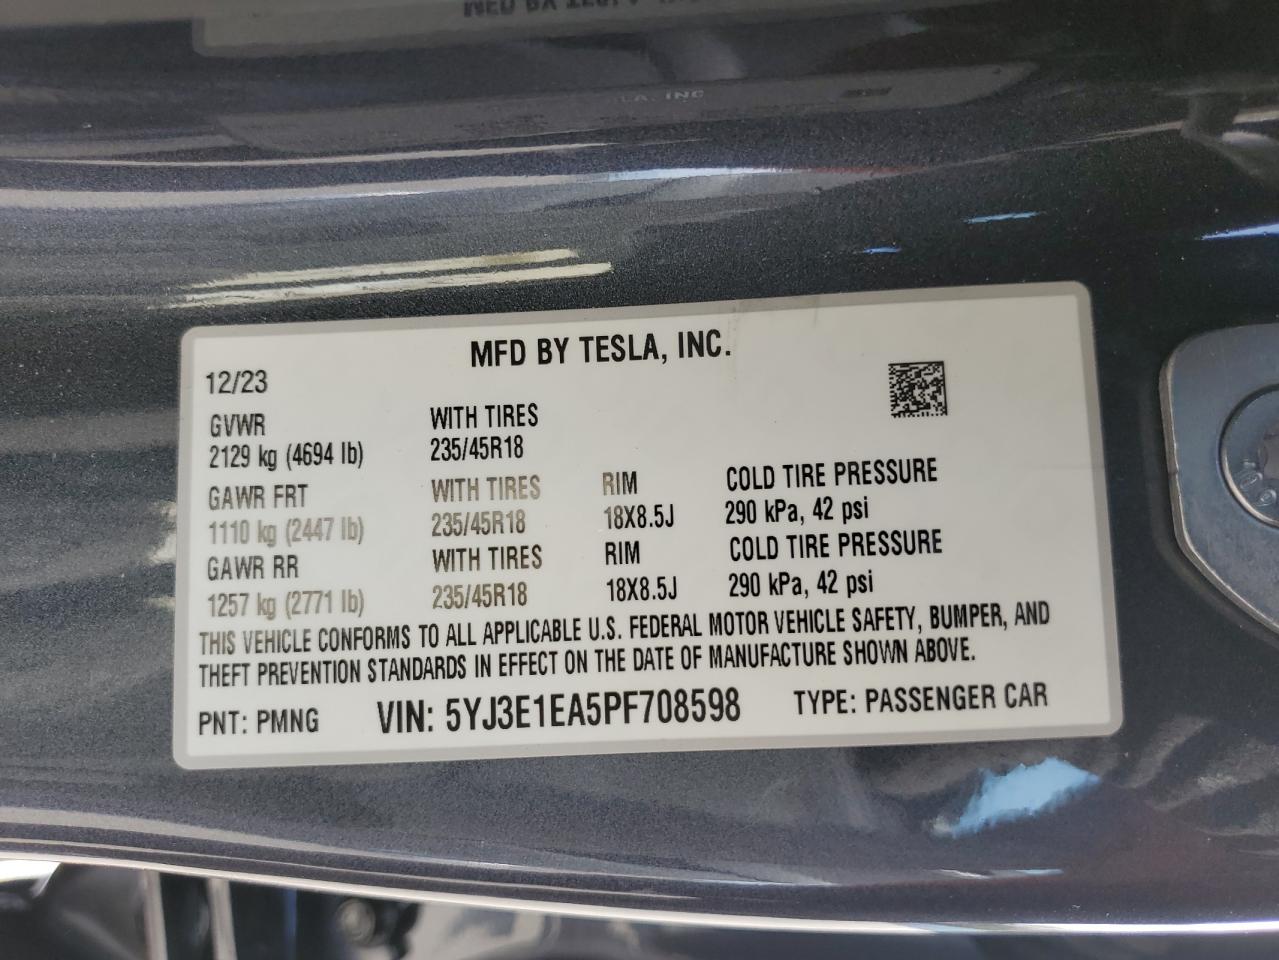 MFD BY TESLA, INC.
12/23
GVWR WITH TIRES
2129 kg (4694 lb) 235/45R18
GAWR FRT WITH TIRES RIM COLD TIRE PRESSURE
1110 kg (2447 lb) 235/45R18 18X8.5J 290 kPa, 42 psi
GAWR RR WITH TIRES RIM COLD TIRE PRESSURE
1257 kg (2771 lb) 235/45R18 18X8.5J 290 kPa, 42 psi
THIS VEHICLE CONFORMS TO ALL APPLICABLE U.S. FEDERAL MOTOR VEHICLE SAFETY, BUMPER, AND
THEFT PREVENTION STANDARDS IN EFFECT ON THE DATE OF MANUFACTURE SHOWN ABOVE.
PNT: PMNG VIN: 5YJ3E1EA5PF708598 TYPE: PASSENGER CAR